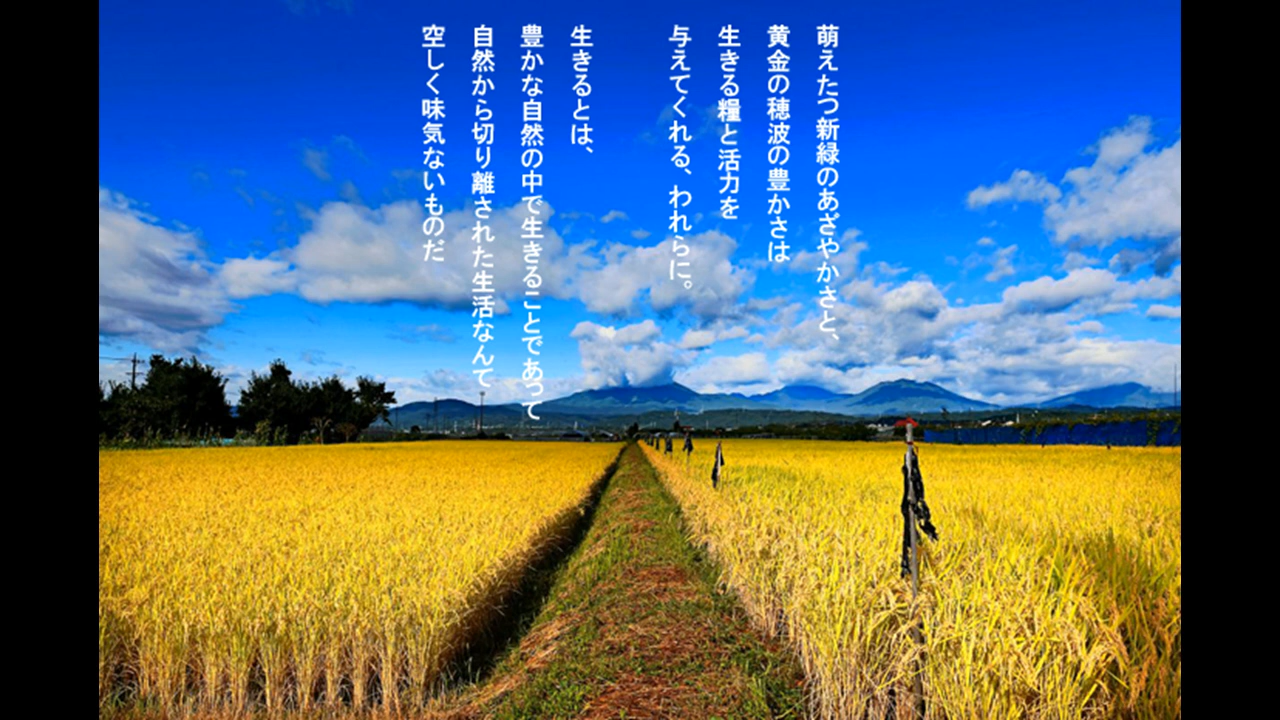 萌えたつ新緑のあざやかさと、
黄金の穂波の豊かさは
生きる糧と活力を
与えてくれる、われらに。
生きるとは、
豊かな自然の中で生きることであって
自然から切り離された生活なんて
空しく味気ないものだ